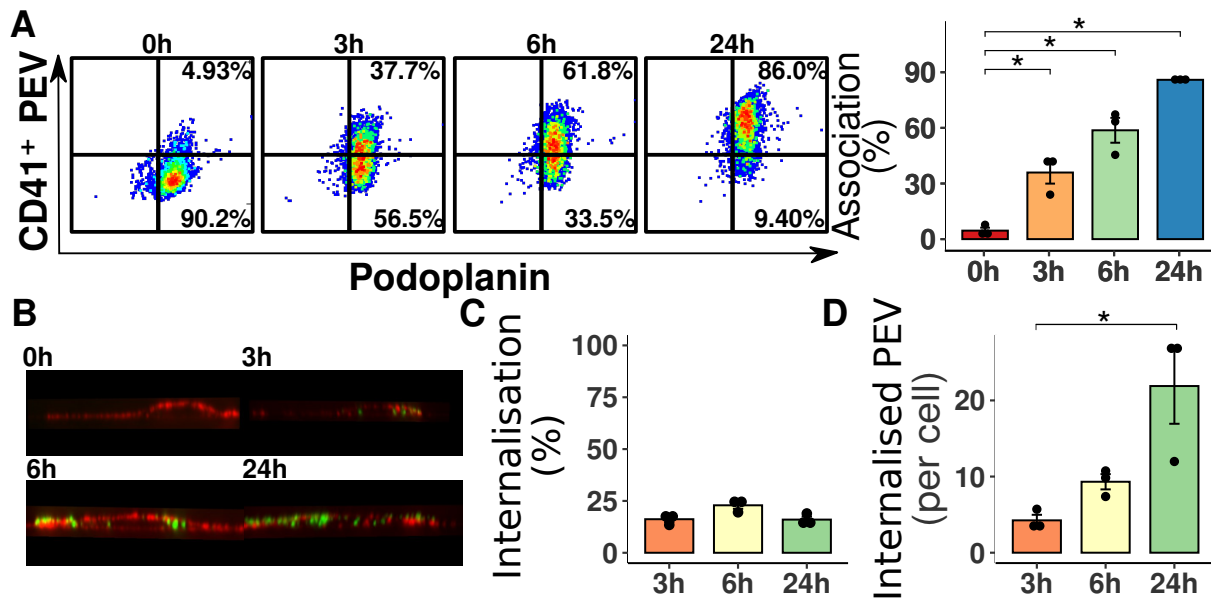 A
0h
3h
6h
24h
4.93%
37.7%
61.8%
86.0%
90.2%
56.5%
33.5%
9.40%
CD41+ PEV
Podoplanin
Association
(%)
90
60
30
0
0h
3h
6h
24h
*
*
*
B
0h
3h
6h
24h
C
Internalisation
(%)
100
75
50
25
0
3h
6h
24h
D
Internalised PEV
(per cell)
20
10
0
3h
6h
24h
*